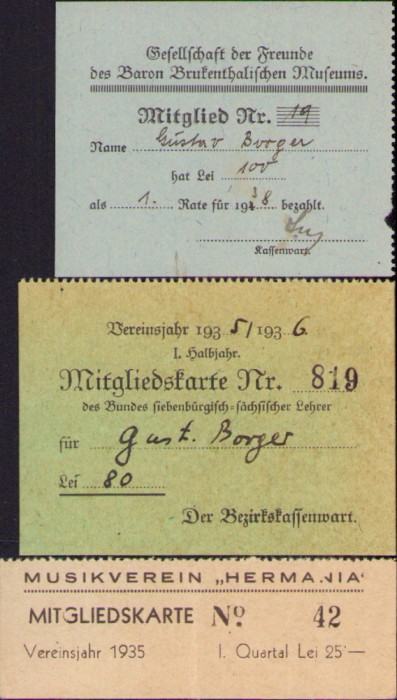 Gesellschaft der Freunde
des Baron Brukenthalischen Museums.
Mitglied Nr. 19
Name Gustav Borger
hat Lei 100
als 1. Rate für 1938 bezahlt.
Kassenwart.
Vereinsjahr 1935/1936
I. Halbjahr.
Mitgliedskarte Nr. 819
des Bundes siebenbürgisch-sächsischer Lehrer
für Gust. Borger
Lei 80
Der Bezirkskassenwart.
MUSIKVEREIN „HERMANIA"
MITGLIEDSKARTE No 42
Vereinsjahr 1935 I. Quartal Lei 25·—